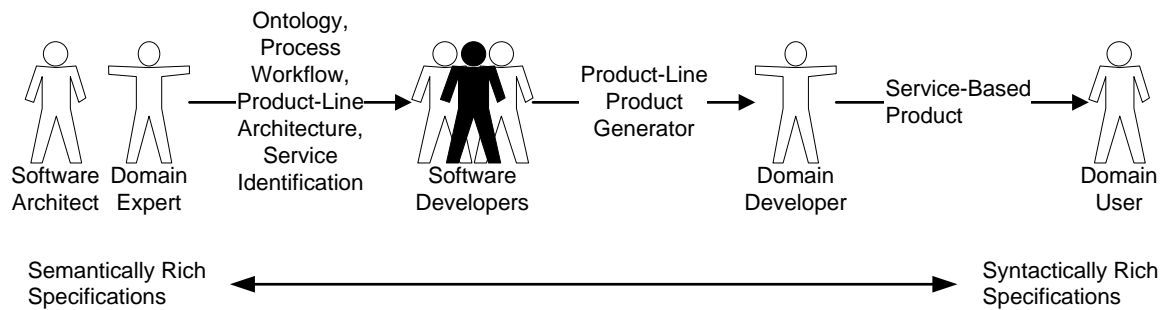 Ontology,
Process
Workflow,
Product-Line
Architecture,
Service
Identification
Product-Line
Product
Generator
Service-Based
Product
Software
Architect
Domain
Expert
Software
Developers
Domain
Developer
Domain
User
Semantically Rich
Specifications
Syntactically Rich
Specifications